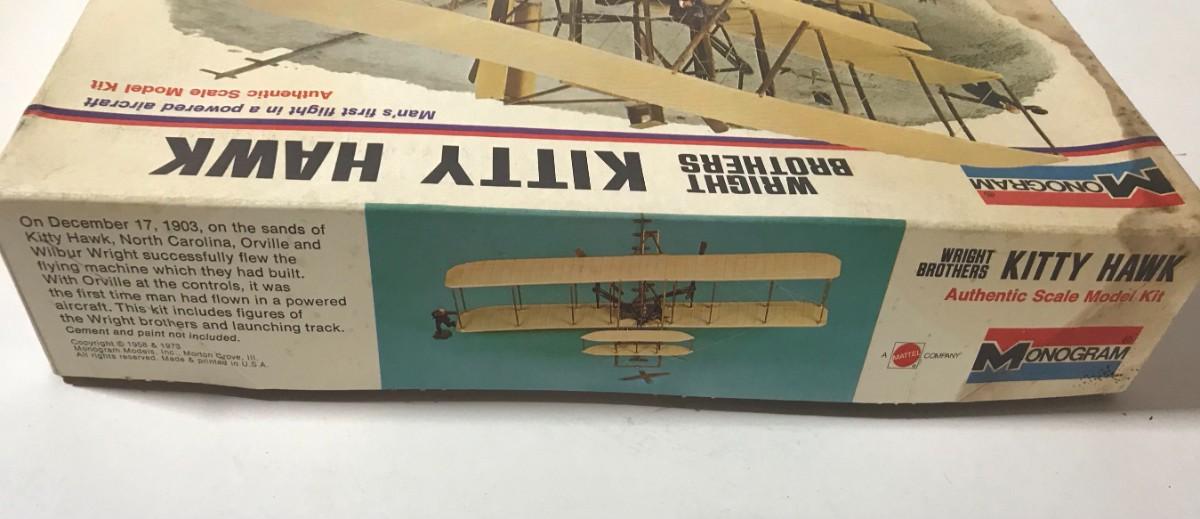 Man's first flight in a powered aircraft
Authentic Scale Model Kit
WRIGHT
BROTHERS
KITTY HAWK
MONOGRAM
On December 17, 1903, on the sands of
Kitty Hawk, North Carolina, Orville and
Wilbur Wright successfully flew the
flying machine which they had built.
With Orville at the controls, it was
the first time man had flown in a powered
aircraft. This kit includes figures of
the Wright brothers and launching track.
Cement and paint not included.
Copyright © 1958 & 1973
Monogram Models, Inc., Morton Grove, Ill.
All rights reserved. Made & printed in U.S.A.
WRIGHT
BROTHERS
KITTY HAWK
Authentic Scale Model Kit
A MATTEL COMPANY
MONOGRAM